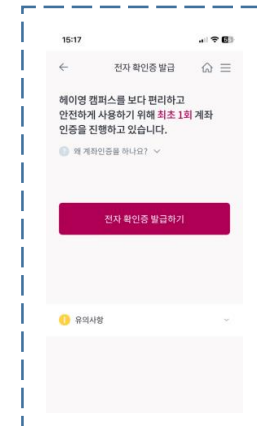 15:17
전자 확인증 발급
헤이영 캠퍼스를 보다 편리하고
안전하게 사용하기 위해 최초 1회 계좌
인증을 진행하고 있습니다.
왜 계좌인증을 하나요?
전자 확인증 발급하기
유의사항